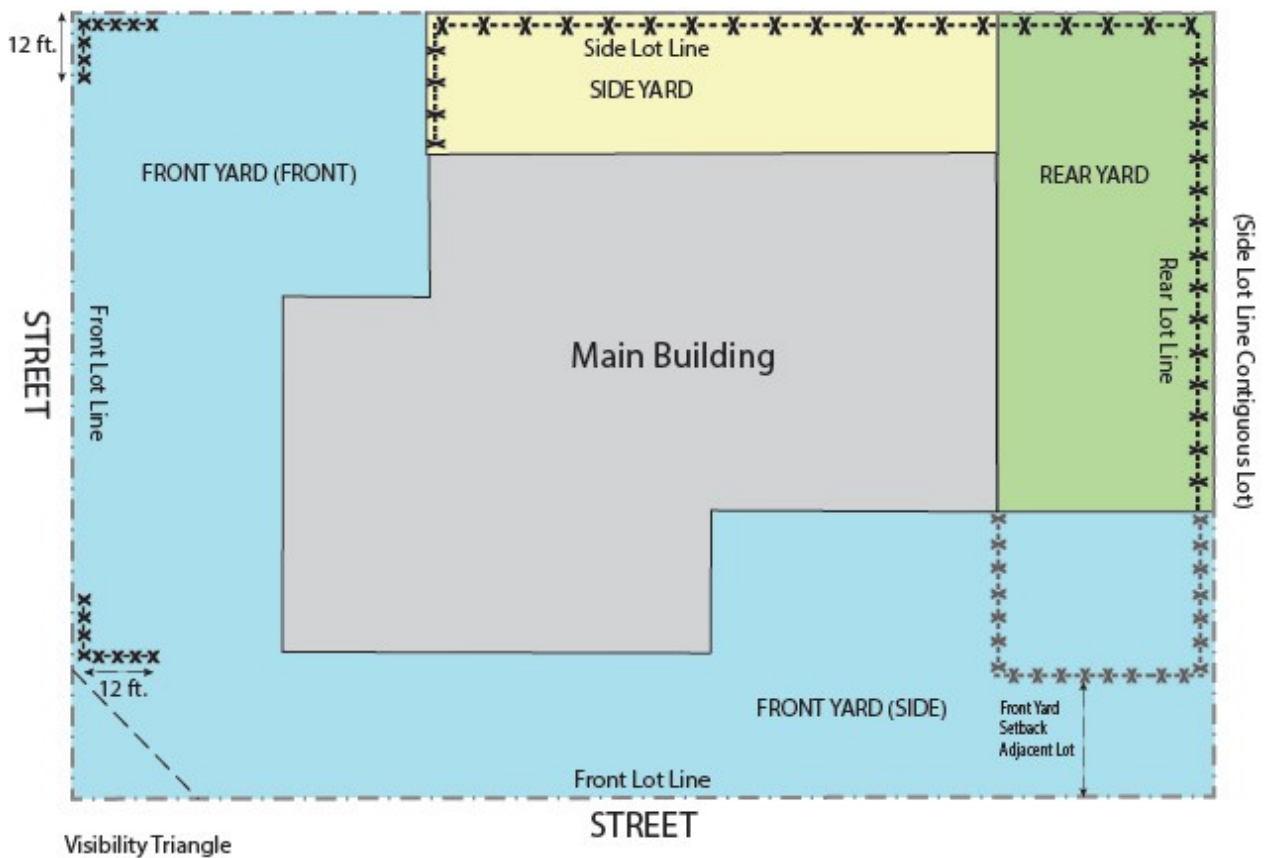 12 ft.
Side Lot Line
SIDE YARD
FRONT YARD (FRONT)
REAR YARD
(Side Lot Line Contiguous Lot)
Rear Lot Line
Front Lot Line
STREET
Main Building
12 ft.
FRONT YARD (SIDE)
Front Yard
Setback
Adjacent Lot
Front Lot Line
STREET
Visibility Triangle